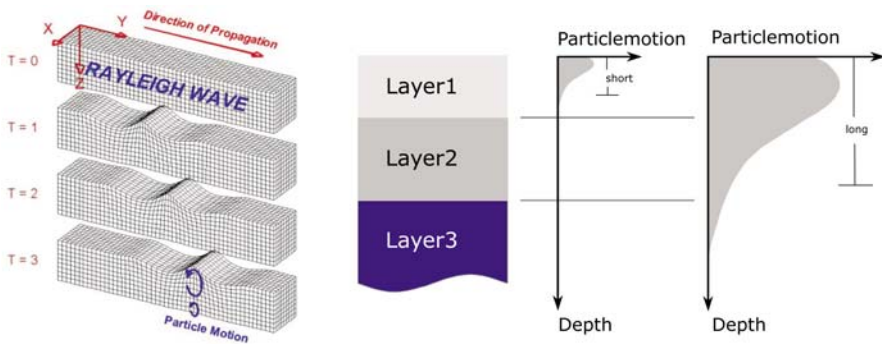 X
Y
Z
Direction of Propagation
T = 0
RAYLEIGH WAVE
T = 1
T = 2
T = 3
Particle Motion
Layer1
Layer2
Layer3
Particlemotion
short
Depth
Particlemotion
long
Depth